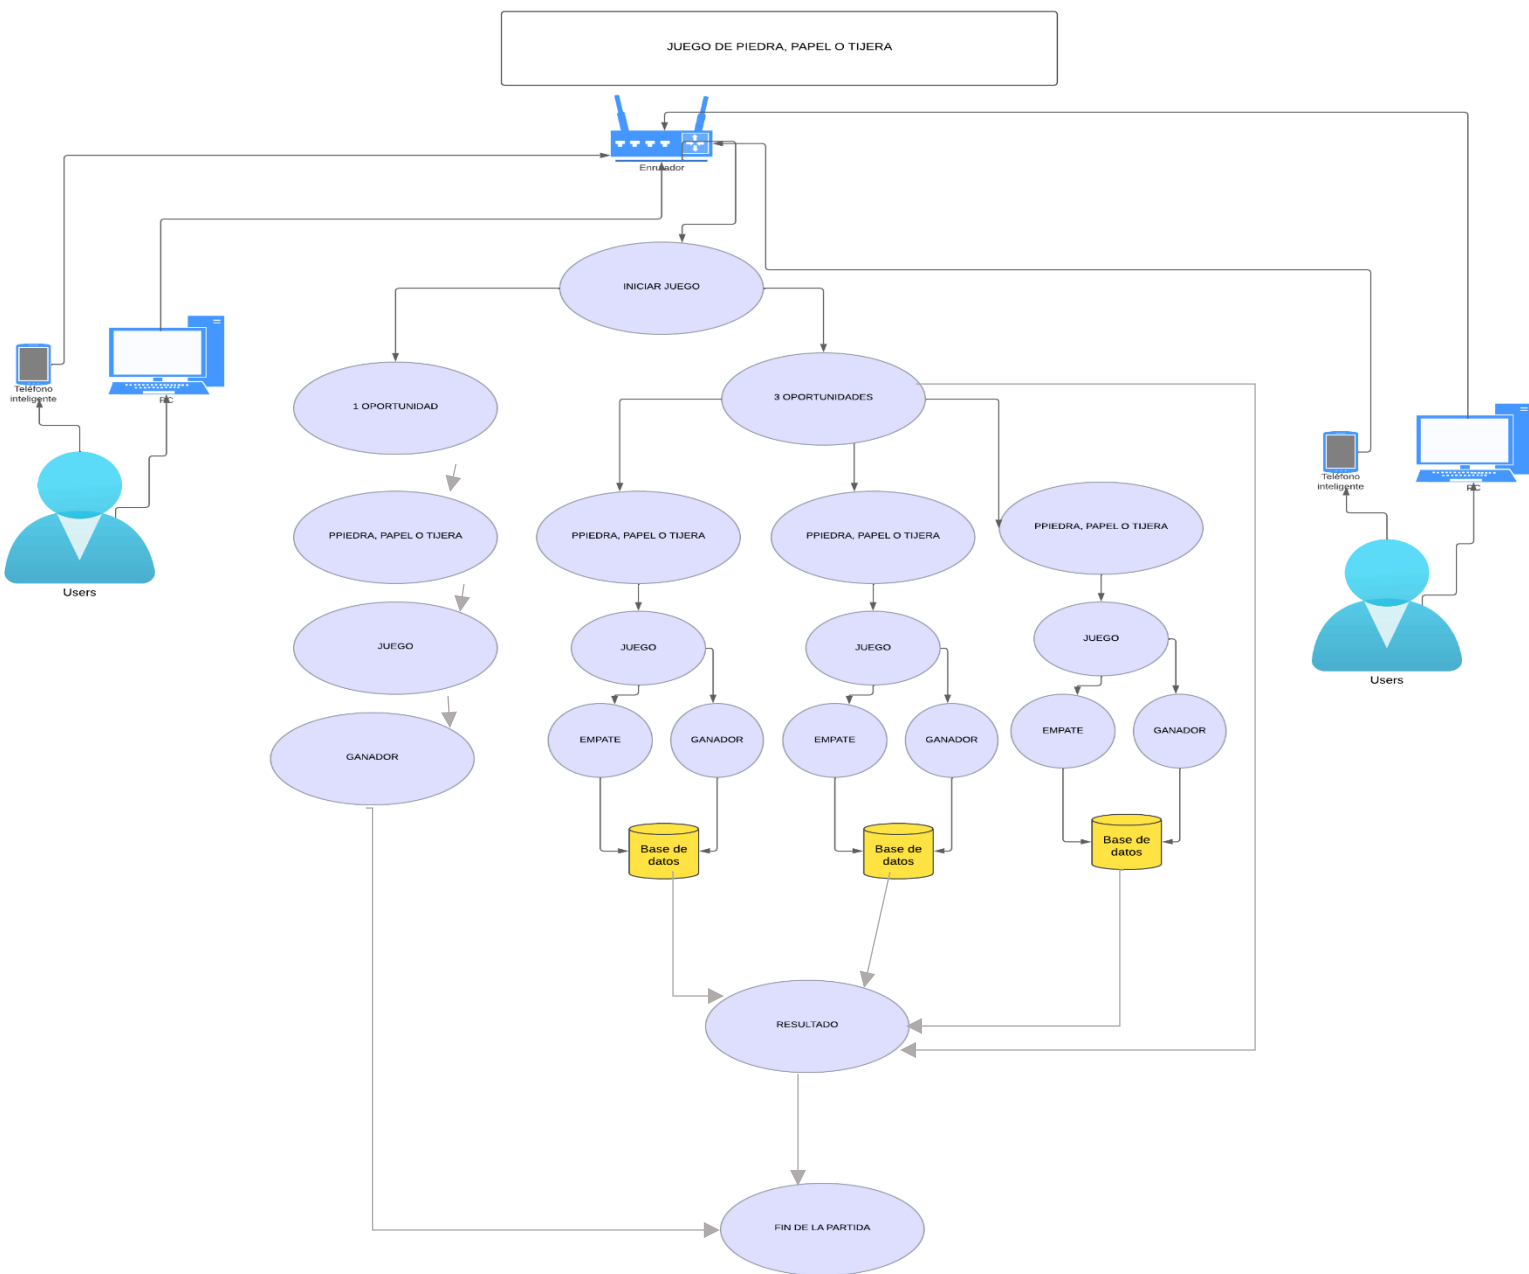 JUEGO DE PIEDRA, PAPEL O TIJERA
Enrutador
INICIAR JUEGO
Teléfono
inteligente
PC
Users
1 OPORTUNIDAD
3 OPORTUNIDADES
Teléfono
inteligente
PC
Users
PPIEDRA, PAPEL O TIJERA
PPIEDRA, PAPEL O TIJERA
PPIEDRA, PAPEL O TIJERA
PPIEDRA, PAPEL O TIJERA
JUEGO
JUEGO
JUEGO
JUEGO
GANADOR
EMPATE
GANADOR
EMPATE
GANADOR
EMPATE
GANADOR
Base de
datos
Base de
datos
Base de
datos
RESULTADO
FIN DE LA PARTIDA